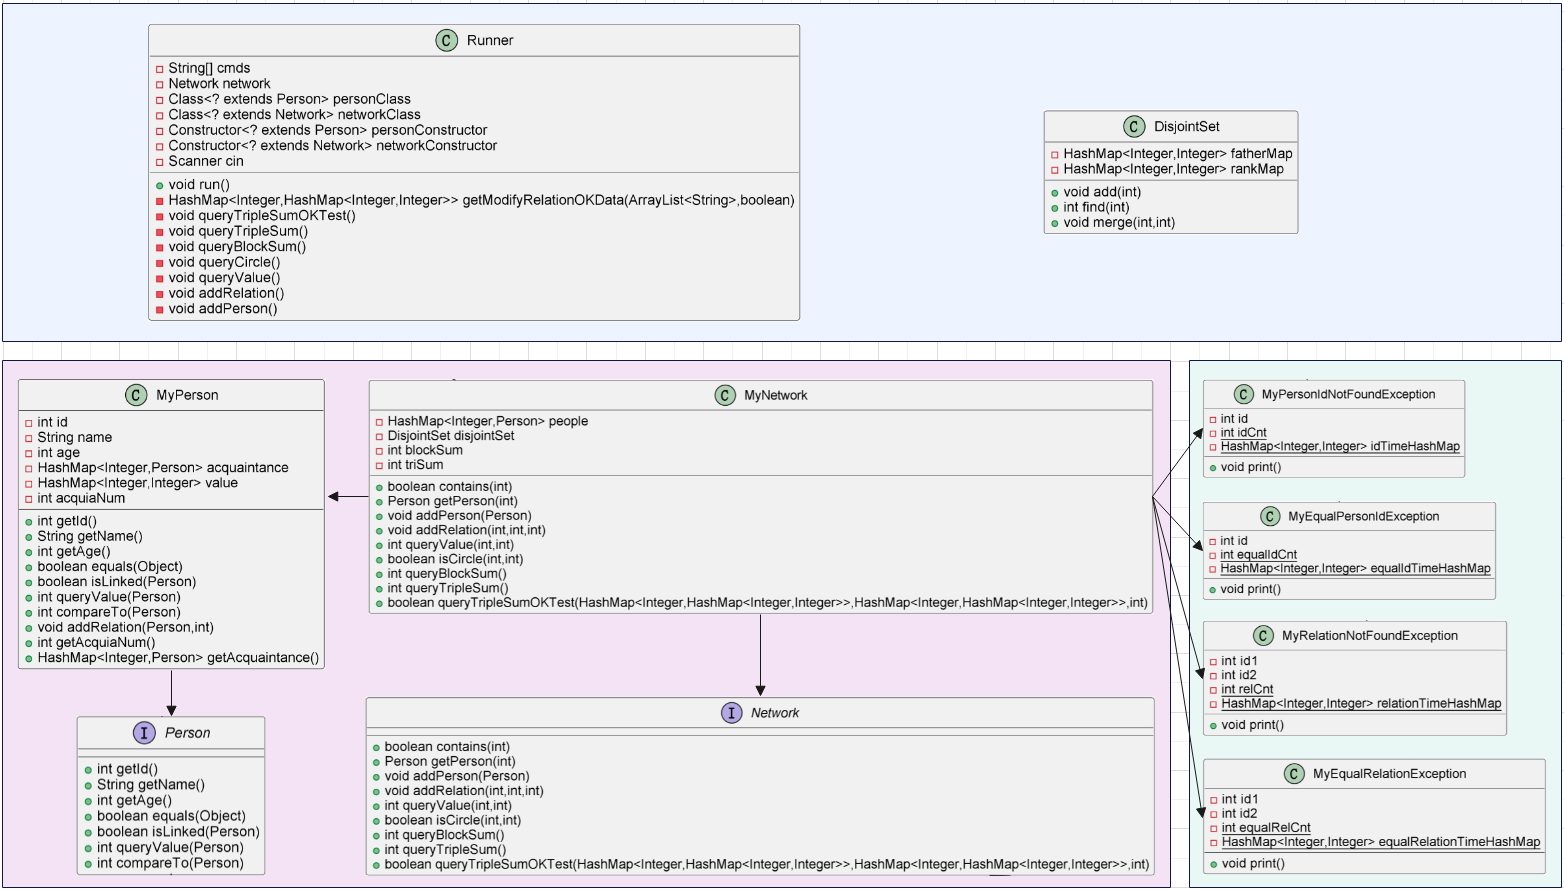 C Runner
String[] cmds
Network network
Class<? extends Person> personClass
Class<? extends Network> networkClass
Constructor<? extends Person> personConstructor
Constructor<? extends Network> networkConstructor
Scanner cin
void run()
HashMap<Integer,HashMap<Integer,Integer>> getModifyRelationOKData(ArrayList<String>,boolean)
void queryTripleSumOKTest()
void queryTripleSum()
void queryBlockSum()
void queryCircle()
void queryValue()
void addRelation()
void addPerson()
C DisjointSet
HashMap<Integer,Integer> fatherMap
HashMap<Integer,Integer> rankMap
void add(int)
int find(int)
void merge(int,int)
C MyPerson
int id
String name
int age
HashMap<Integer,Person> acquaintance
HashMap<Integer,Integer> value
int acquiaNum
int getId()
String getName()
int getAge()
boolean equals(Object)
boolean isLinked(Person)
int queryValue(Person)
int compareTo(Person)
void addRelation(Person,int)
int getAcquiaNum()
HashMap<Integer,Person> getAcquaintance()
C MyNetwork
HashMap<Integer,Person> people
DisjointSet disjointSet
int blockSum
int triSum
boolean contains(int)
Person getPerson(int)
void addPerson(Person)
void addRelation(int,int,int)
int queryValue(int,int)
boolean isCircle(int,int)
int queryBlockSum()
int queryTripleSum()
boolean queryTripleSumOKTest(HashMap<Integer,HashMap<Integer,Integer>>,HashMap<Integer,HashMap<Integer,Integer>>,int)
I Person
int getId()
String getName()
int getAge()
boolean equals(Object)
boolean isLinked(Person)
int queryValue(Person)
int compareTo(Person)
I Network
boolean contains(int)
Person getPerson(int)
void addPerson(Person)
void addRelation(int,int,int)
int queryValue(int,int)
boolean isCircle(int,int)
int queryBlockSum()
int queryTripleSum()
boolean queryTripleSumOKTest(HashMap<Integer,HashMap<Integer,Integer>>,HashMap<Integer,HashMap<Integer,Integer>>,int)
C MyPersonIdNotFoundException
int id
int idCnt
HashMap<Integer,Integer> idTimeHashMap
void print()
C MyEqualPersonIdException
int id
int equalIdCnt
HashMap<Integer,Integer> equalIdTimeHashMap
void print()
C MyRelationNotFoundException
int id1
int id2
int relCnt
HashMap<Integer,Integer> relationTimeHashMap
void print()
C MyEqualRelationException
int id1
int id2
int equalRelCnt
HashMap<Integer,Integer> equalRelationTimeHashMap
void print()